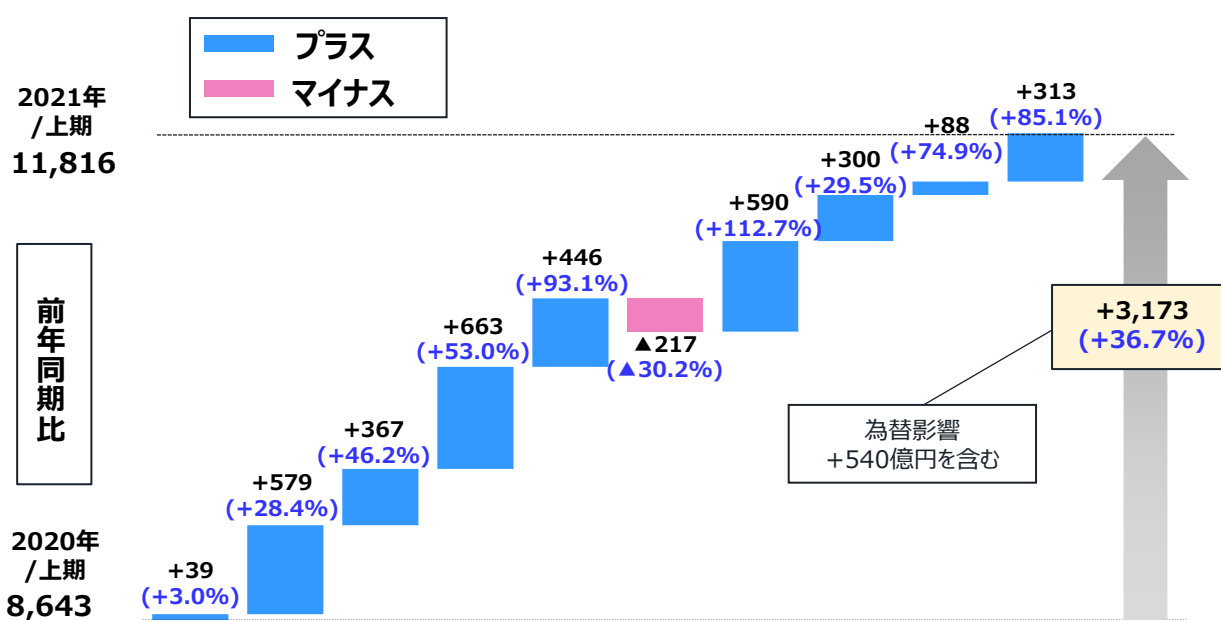 プラス
マイナス
2021年
/上期
11,816
前年同期比
2020年
/上期
8,643
+39
(+3.0%)
+579
(+28.4%)
+367
(+46.2%)
+663
(+53.0%)
+446
(+93.1%)
▲217
(▲30.2%)
+590
(+112.7%)
+300
(+29.5%)
+88
(+74.9%)
+313
(+85.1%)
+3,173
(+36.7%)
為替影響
+540億円を含む